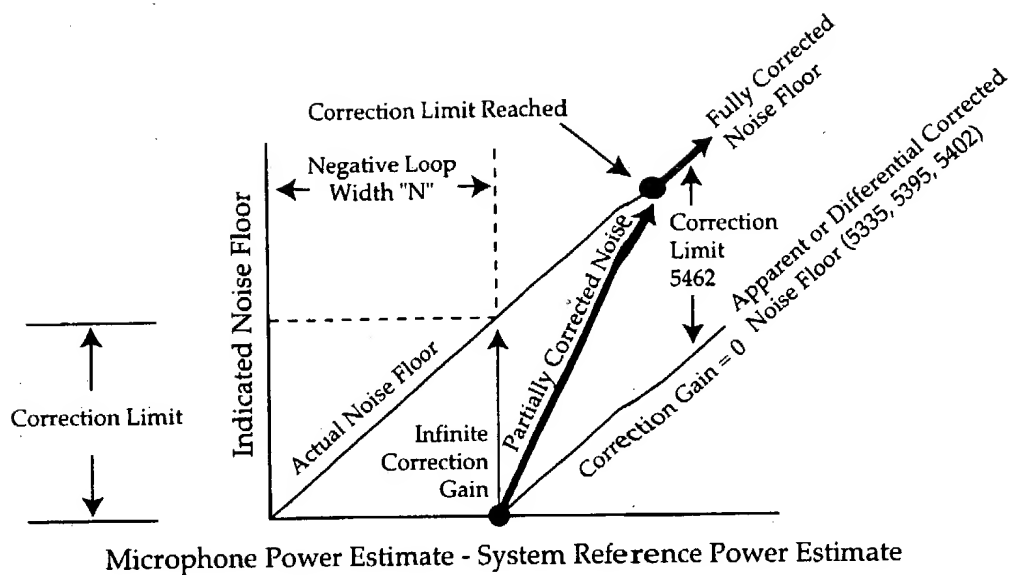 Correction Limit Reached
Fully Corrected
Noise Floor
Negative Loop
Width "N"
Indicated Noise Floor
Correction
Limit
5462
Apparent or Differential Corrected
Noise Floor (5335, 5395, 5402)
Partially Corrected Noise
Actual Noise Floor
Correction Limit
Infinite
Correction
Gain
Correction Gain = 0
Microphone Power Estimate - System Reference Power Estimate